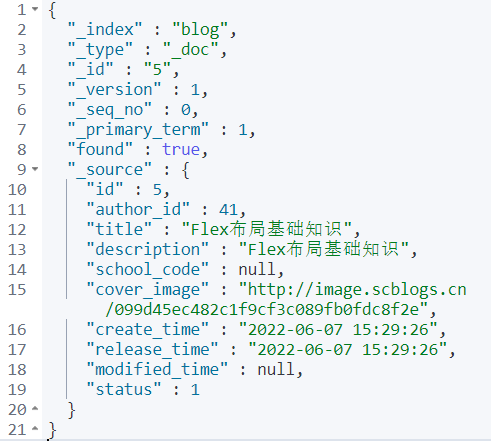 1 {
2 "_index" : "blog",
3 "_type" : "_doc",
4 "_id" : "5",
5 "_version" : 1,
6 "_seq_no" : 0,
7 "_primary_term" : 1,
8 "found" : true,
9 "_source" : {
10 "id" : 5,
11 "author_id" : 41,
12 "title" : "Flex布局基础知识",
13 "description" : "Flex布局基础知识",
14 "school_code" : null,
15 "cover_image" : "http://image.scblogs.cn
/099d45ec482c1f9cf3c089fb0fdc8f2e",
16 "create_time" : "2022-06-07 15:29:26",
17 "release_time" : "2022-06-07 15:29:26",
18 "modified_time" : null,
19 "status" : 1
20 }
21 }